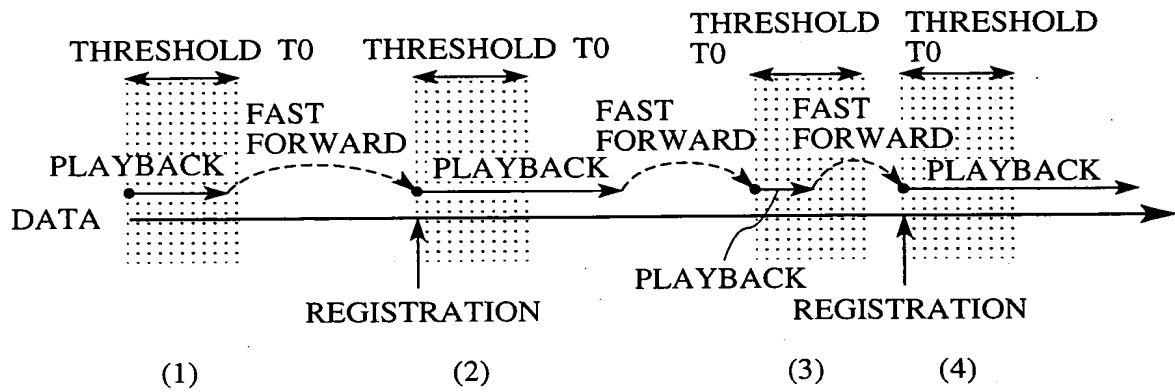 THRESHOLD T0
THRESHOLD T0
THRESHOLD
T0
THRESHOLD
T0
FAST
FORWARD
FAST
FORWARD
FAST
FORWARD
PLAYBACK
PLAYBACK
PLAYBACK
DATA
PLAYBACK
REGISTRATION
REGISTRATION
(1)
(2)
(3)
(4)